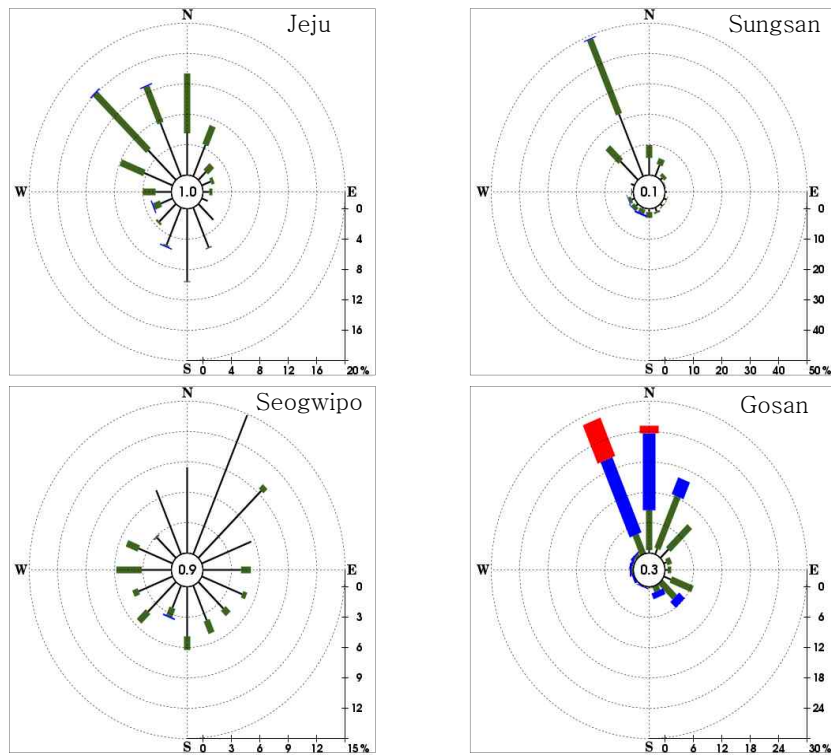 N
Jeju
W
1.0
E
0
4
8
12
16
S
0 4 8 12 16 20 %
N
Sungsan
0.1
E
0
10
20
30
40
S
0 10 20 30 40 50 %
N
Seogwipo
W
0.9
E
0
3
6
9
12
S
0 3 6 9 12 15 %
N
Gosan
W
0.3
E
0
6
12
18
24
S
0 6 12 18 24 30 %
W